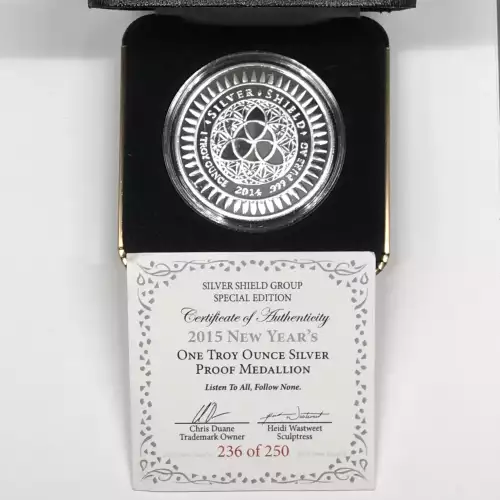 SILVER SHIELD
1 TROY OUNCE 2014 .999 PURE AG
SILVER SHIELD GROUP
SPECIAL EDITION
Certificate of Authenticity
2015 NEW YEAR'S
ONE TROY OUNCE SILVER
PROOF MEDALLION
Listen To All, Follow None.
Chris Duane Heidi Wastweet
Trademark Owner Sculptress
236 of 250